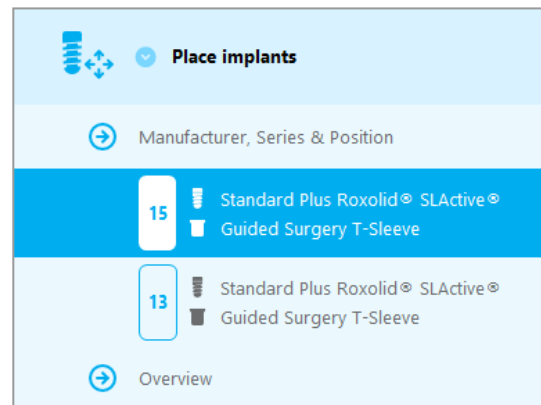 Place implants
Manufacturer, Series & Position
15
Standard Plus Roxolid® SLActive®
Guided Surgery T-Sleeve
13
Standard Plus Roxolid® SLActive®
Guided Surgery T-Sleeve
Overview